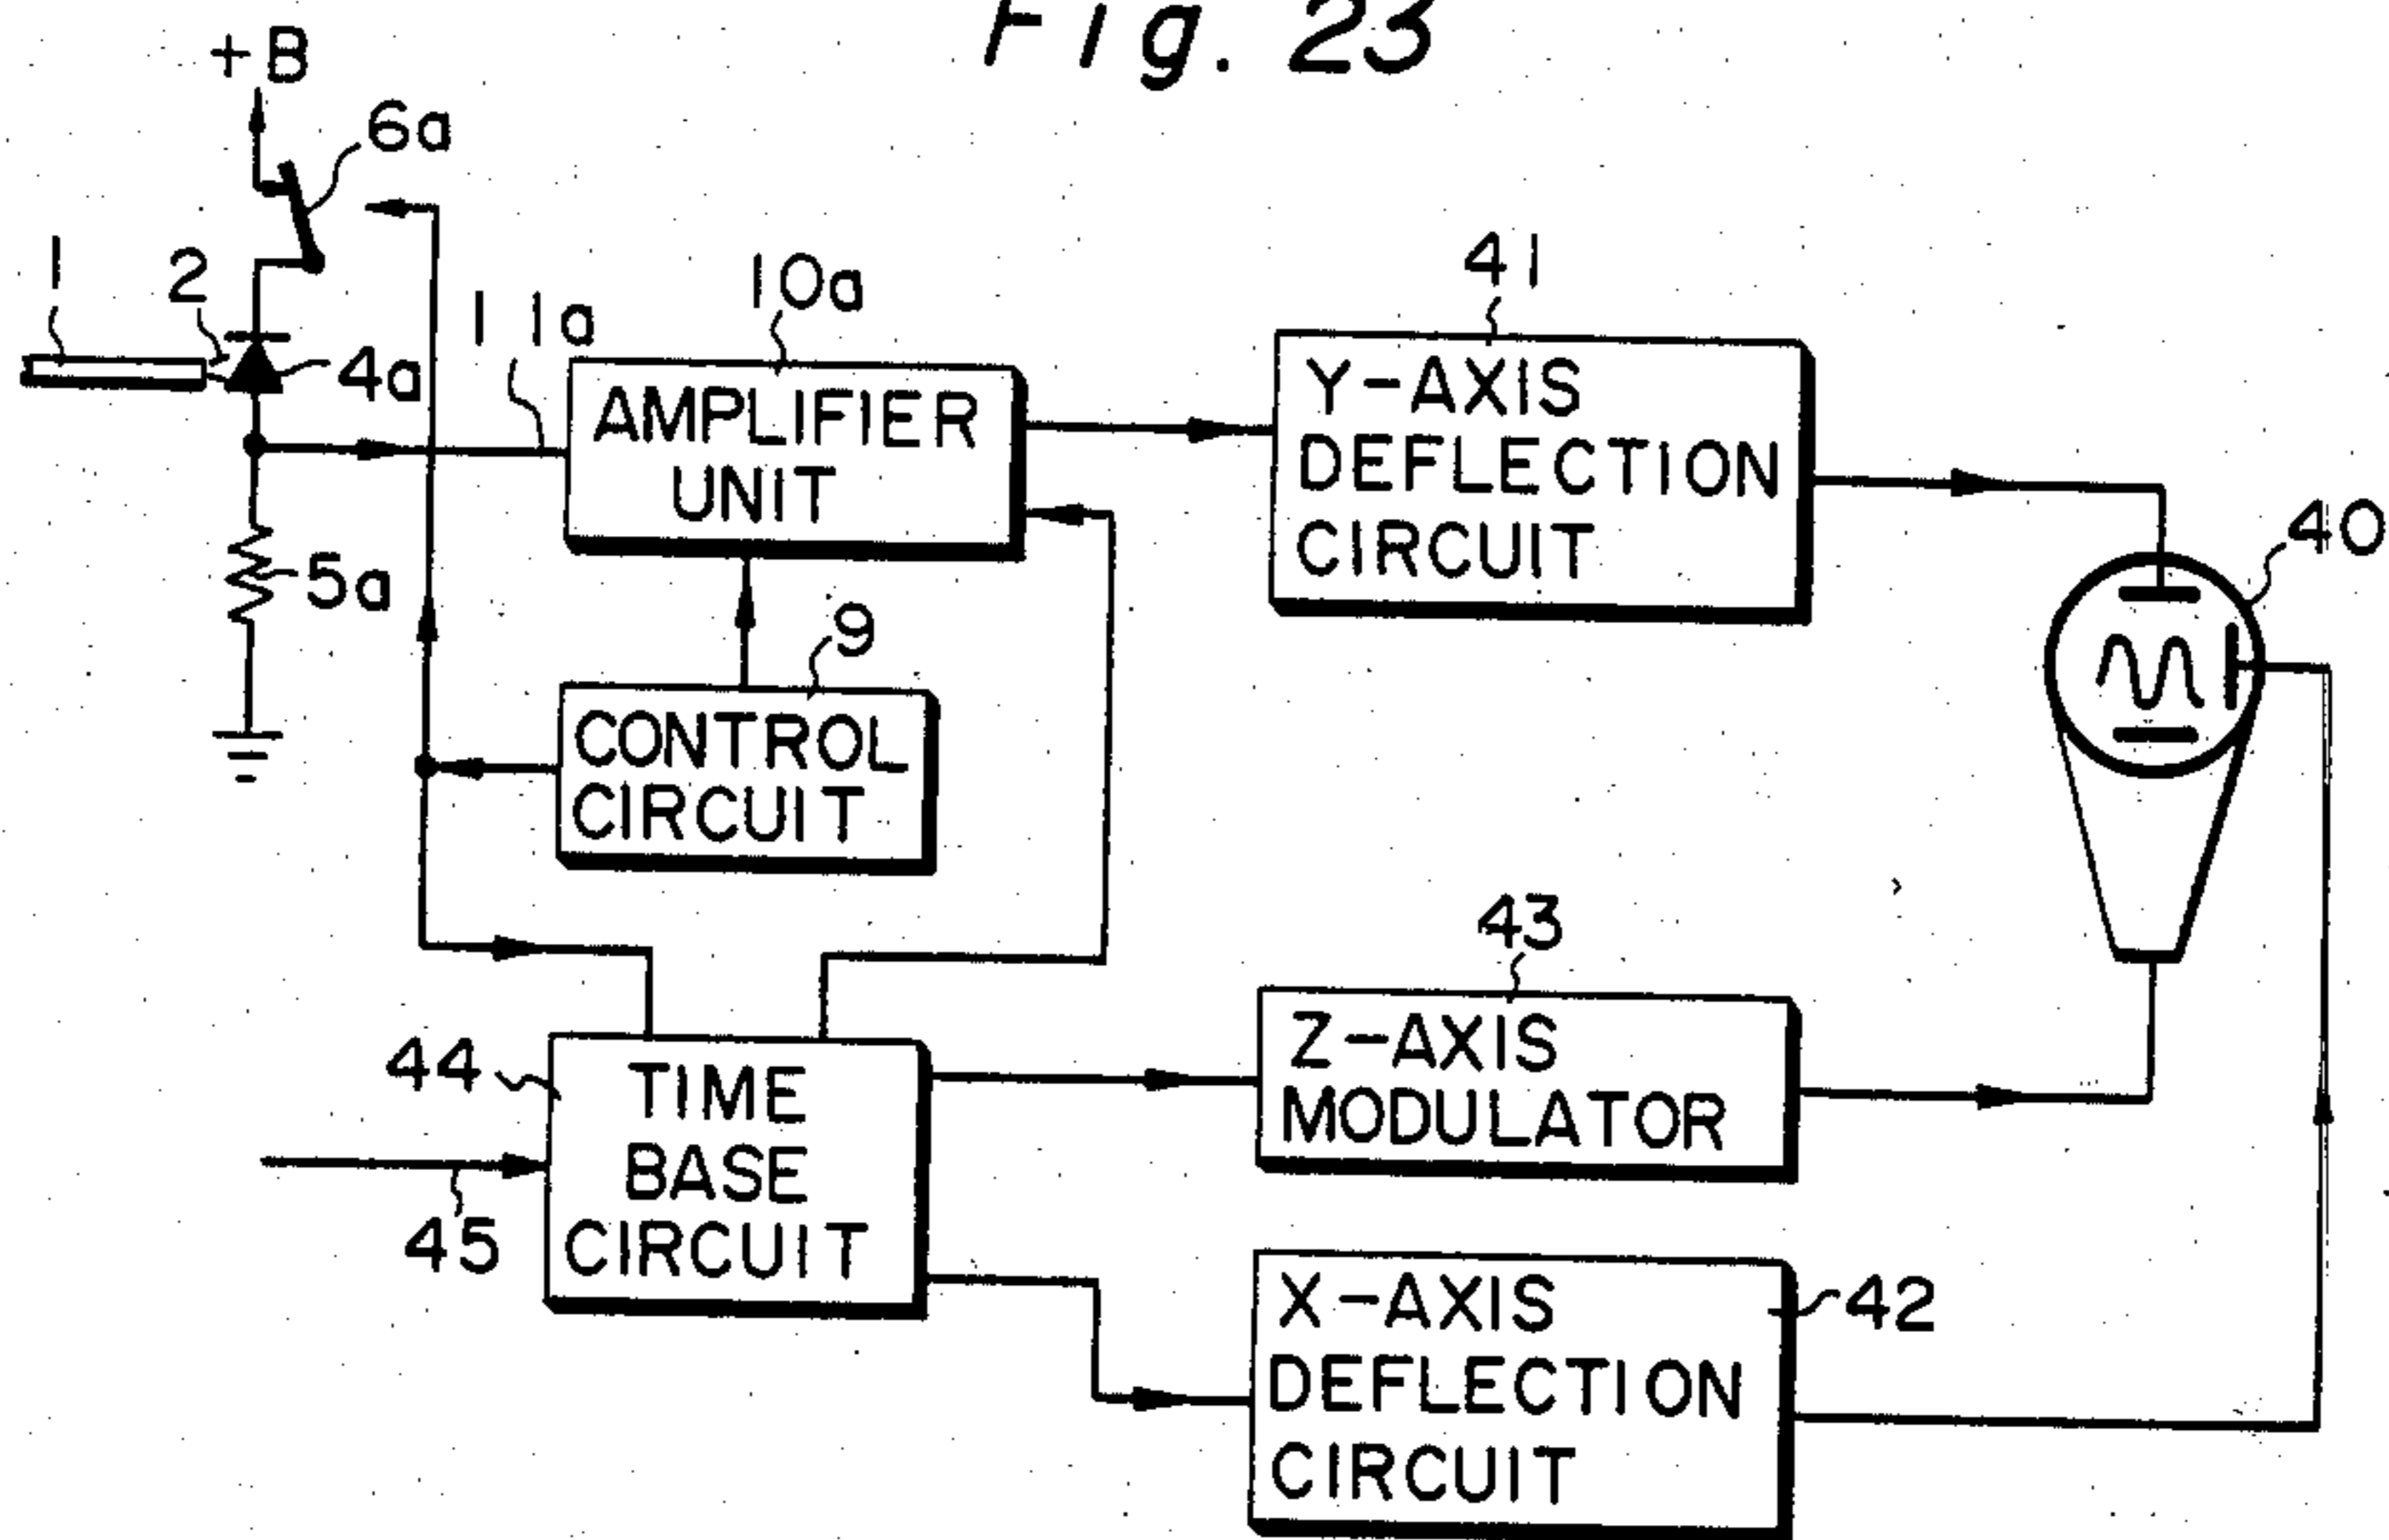 Fig. 23
+B
6a
1
2
4a
11a
10a
AMPLIFIER
UNIT
5a
41
Y-AXIS
DEFLECTION
CIRCUIT
40
9
CONTROL
CIRCUIT
43
Z-AXIS
MODULATOR
44
TIME
BASE
CIRCUIT
45
X-AXIS
DEFLECTION
CIRCUIT
42